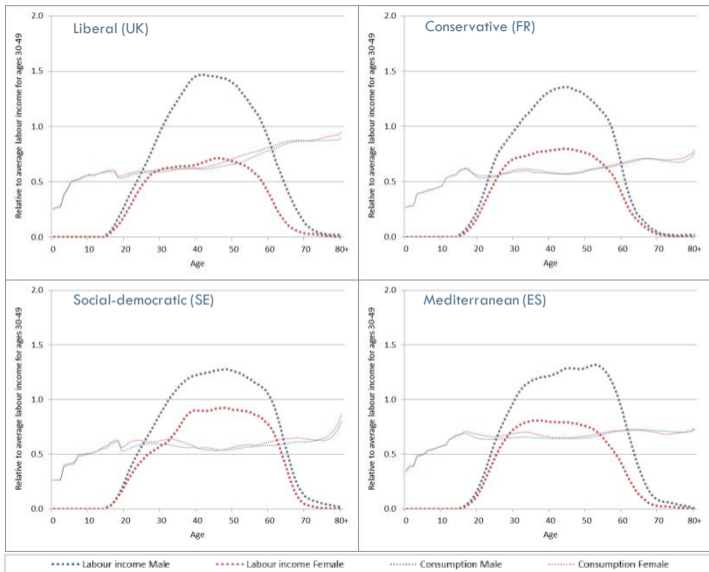 Liberal (UK)
Relative to average labour income for ages 30-49
2.0
1.5
1.0
0.5
0.0
0 10 20 30 40 50 60 70 80+
Age
Conservative (FR)
Relative to average labour income for ages 30-49
2.0
1.5
1.0
0.5
0.0
0 10 20 30 40 50 60 70 80+
Age
Social-democratic (SE)
Relative to average labour income for ages 30-49
2.0
1.5
1.0
0.5
0.0
0 10 20 30 40 50 60 70 80+
Age
Mediterranean (ES)
Relative to average labour income for ages 30-49
2.0
1.5
1.0
0.5
0.0
0 10 20 30 40 50 60 70 80+
Age
Labour income Male Labour income Female Consumption Male Consumption Female